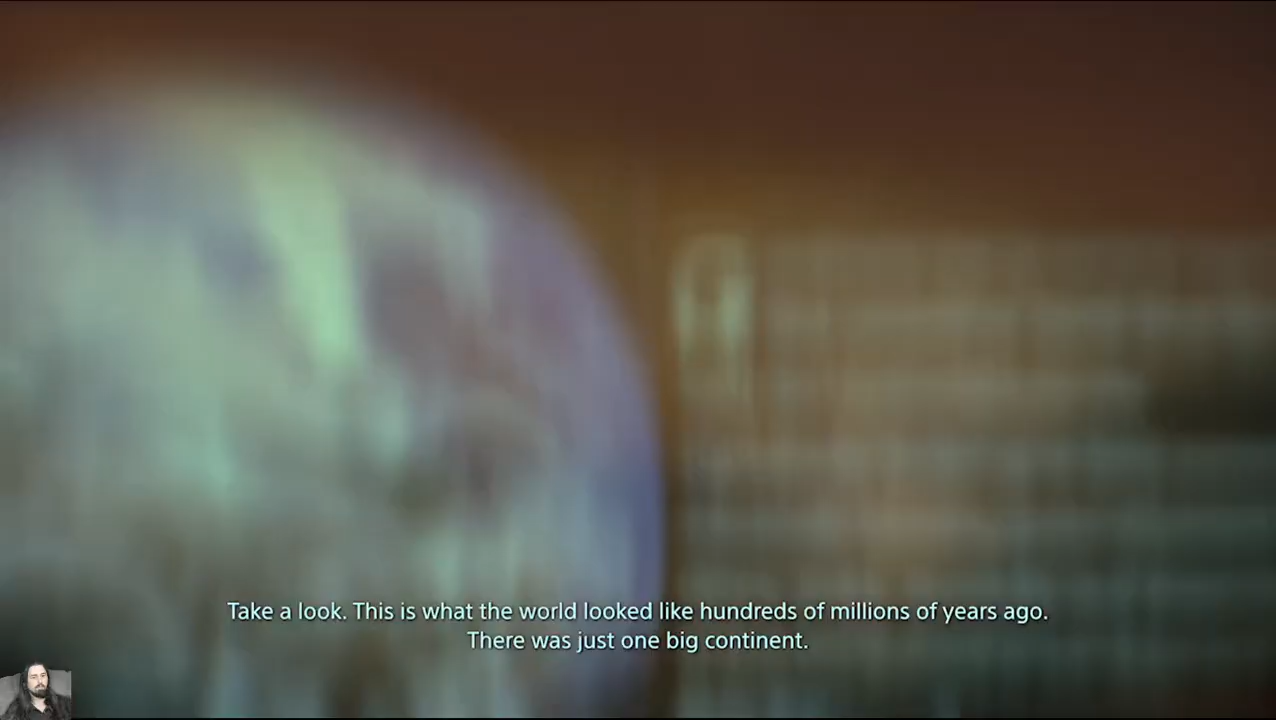 Take a look. This is what the world looked like hundreds of millions of years ago.
There was just one big continent.